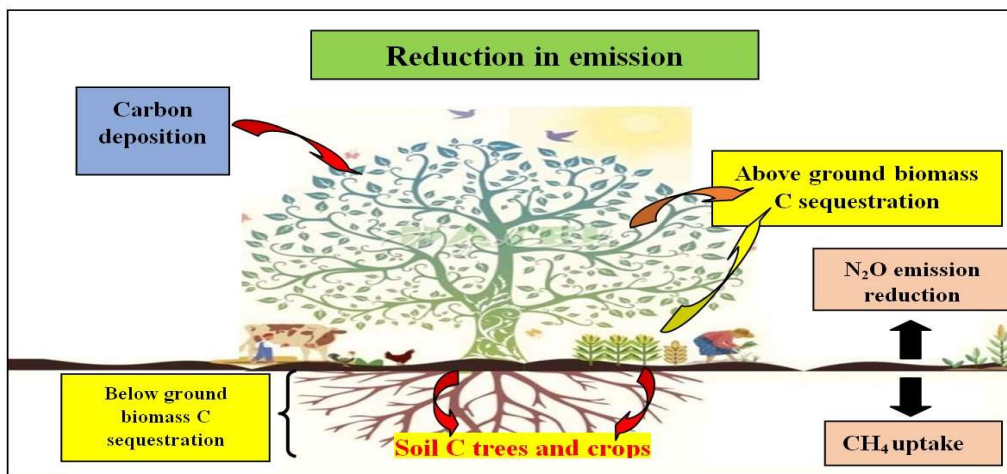 Reduction in emission
Carbon
deposition
Above ground biomass
C sequestration
N₂O emission
reduction
Below ground
biomass C
sequestration
Soil C trees and crops
CH₄ uptake